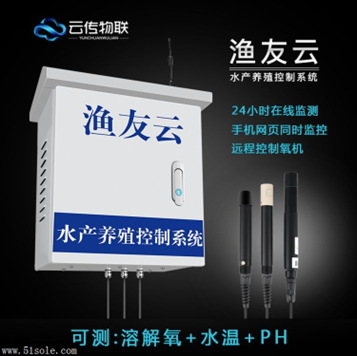 云传物联
YUNCHUANWULIAN
渔友云
水产养殖控制系统
24小时在线监测
手机网页同时监控
远程控制氧机
渔友云
水产养殖控制系统
可测:溶解氧+水温+PH
www.51sole.com